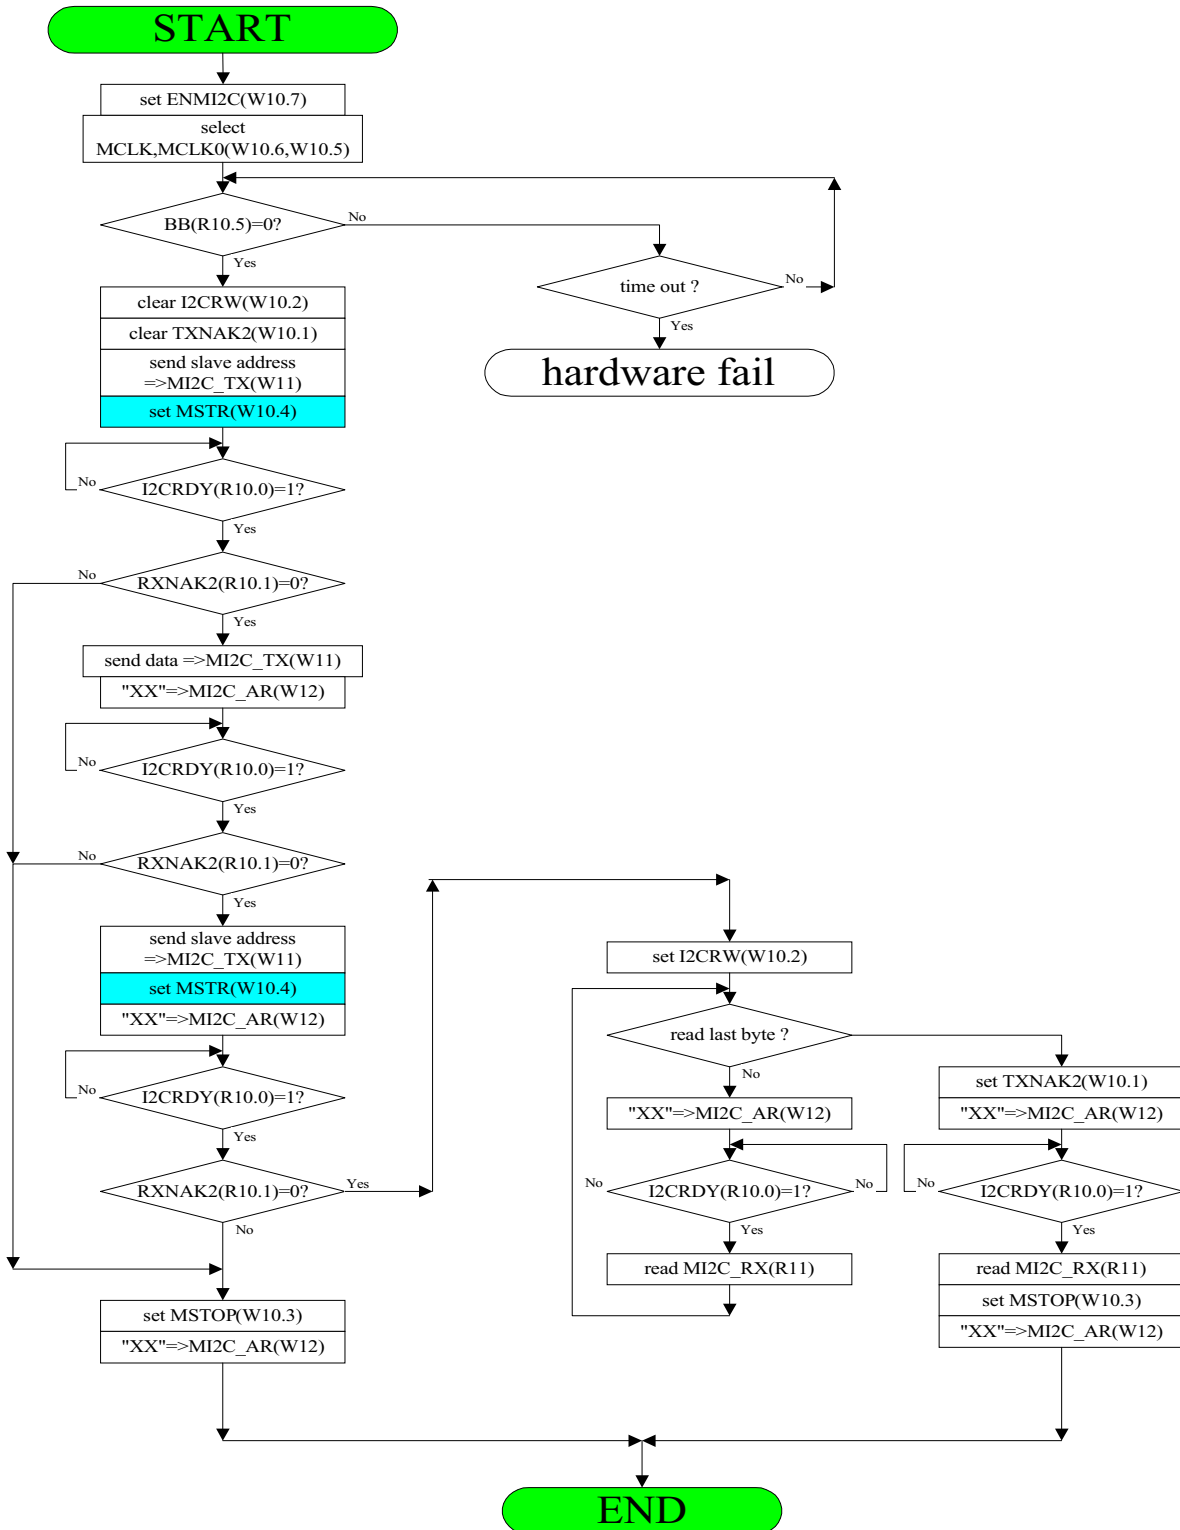 START
set ENMI2C(W10.7)
select
MCLK,MCLK0(W10.6,W10.5)
BB(R10.5)=0?
No
Yes
time out ?
No
Yes
hardware fail
clear I2CRW(W10.2)
clear TXNAK2(W10.1)
send slave address
=>MI2C_TX(W11)
set MSTR(W10.4)
I2CRDY(R10.0)=1?
No
Yes
RXNAK2(R10.1)=0?
No
Yes
send data =>MI2C_TX(W11)
"XX"=>MI2C_AR(W12)
I2CRDY(R10.0)=1?
No
Yes
RXNAK2(R10.1)=0?
No
Yes
send slave address
=>MI2C_TX(W11)
set MSTR(W10.4)
"XX"=>MI2C_AR(W12)
I2CRDY(R10.0)=1?
No
Yes
RXNAK2(R10.1)=0?
Yes
No
set MSTOP(W10.3)
"XX"=>MI2C_AR(W12)
set I2CRW(W10.2)
read last byte ?
No
"XX"=>MI2C_AR(W12)
No
I2CRDY(R10.0)=1?
No
Yes
read MI2C_RX(R11)
set TXNAK2(W10.1)
"XX"=>MI2C_AR(W12)
No
I2CRDY(R10.0)=1?
Yes
read MI2C_RX(R11)
set MSTOP(W10.3)
"XX"=>MI2C_AR(W12)
END